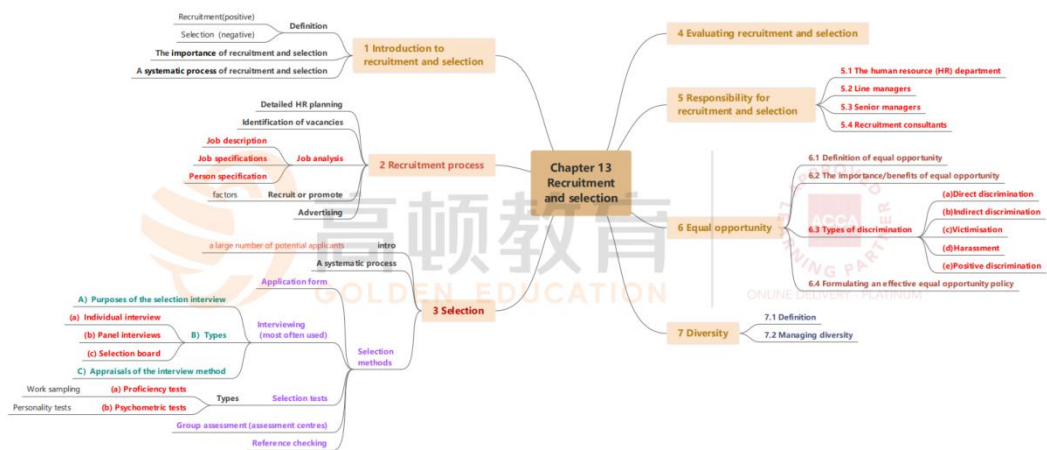 Chapter 13
Recruitment
and selection
1 Introduction to
recruitment and selection
Definition
Recruitment(positive)
Selection (negative)
The importance of recruitment and selection
A systematic process of recruitment and selection
2 Recruitment process
Detailed HR planning
Identification of vacancies
Job analysis
Job description
Job specifications
Person specification
Recruit or promote
factors
Advertising
3 Selection
intro
a large number of potential applicants
A systematic process
Selection
methods
Application form
Interviewing
(most often used)
A) Purposes of the selection interview
B) Types
(a) Individual interview
(b) Panel interviews
(c) Selection board
C) Appraisals of the interview method
Selection tests
Types
(a) Proficiency tests
Work sampling
(b) Psychometric tests
Personality tests
Group assessment (assessment centres)
Reference checking
4 Evaluating recruitment and selection
5 Responsibility for
recruitment and selection
5.1 The human resource (HR) department
5.2 Line managers
5.3 Senior managers
5.4 Recruitment consultants
6 Equal opportunity
6.1 Definition of equal opportunity
6.2 The importance/benefits of equal opportunity
6.3 Types of discrimination
(a)Direct discrimination
(b)Indirect discrimination
(c)Victimisation
(d)Harassment
(e)Positive discrimination
6.4 Formulating an effective equal opportunity policy
7 Diversity
7.1 Definition
7.2 Managing diversity
高顿教育
GOLDEN EDUCATION
ACCA
APPROVED
LEARNING PARTNER
ONLINE DELIVERY - PLATINUM